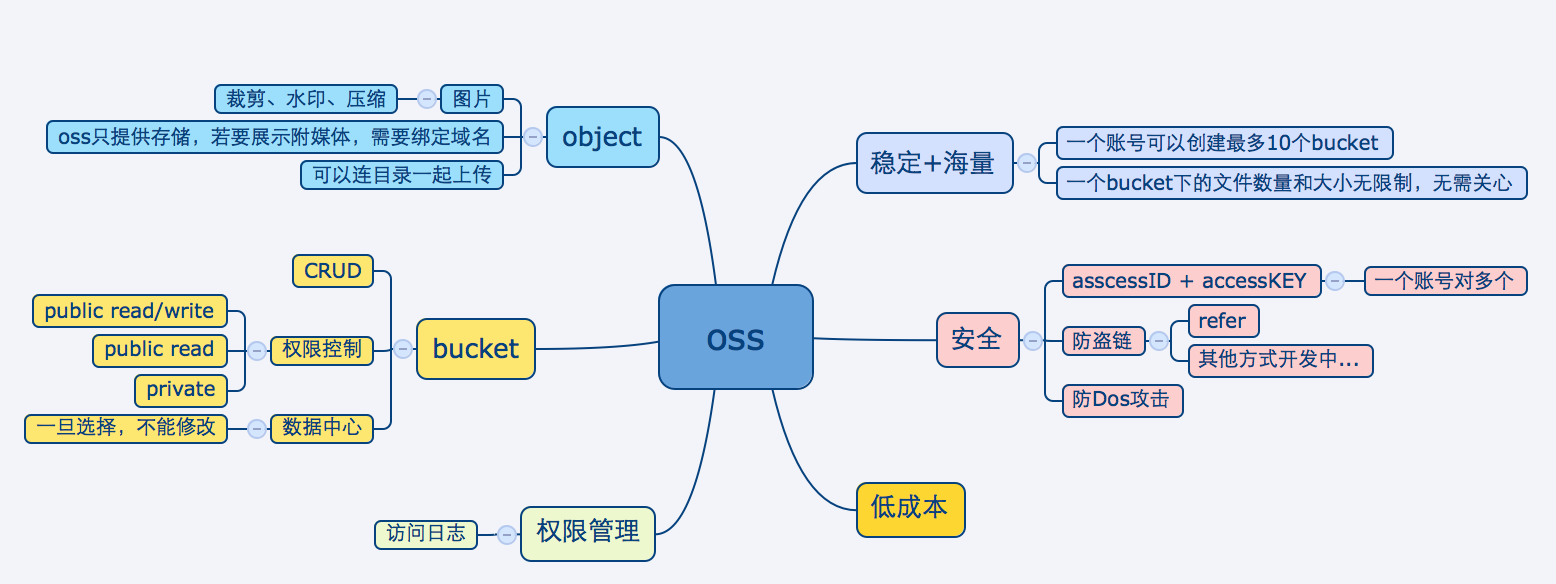 oss
稳定+海量
一个账号可以创建最多10个bucket
一个bucket下的文件数量和大小无限制，无需关心
安全
asscessID + accessKEY
一个账号对多个
防盗链
refer
其他方式开发中...
防Dos攻击
低成本
object
图片
裁剪、水印、压缩
oss只提供存储，若要展示附媒体，需要绑定域名
可以连目录一起上传
bucket
CRUD
权限控制
public read/write
public read
private
数据中心
一旦选择，不能修改
权限管理
访问日志